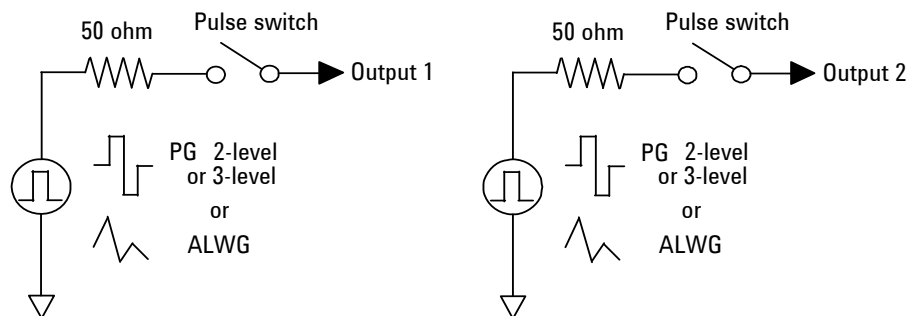 50 ohm
Pulse switch
Output 1
PG 2-level
or 3-level
or
ALWG
50 ohm
Pulse switch
Output 2
PG 2-level
or 3-level
or
ALWG